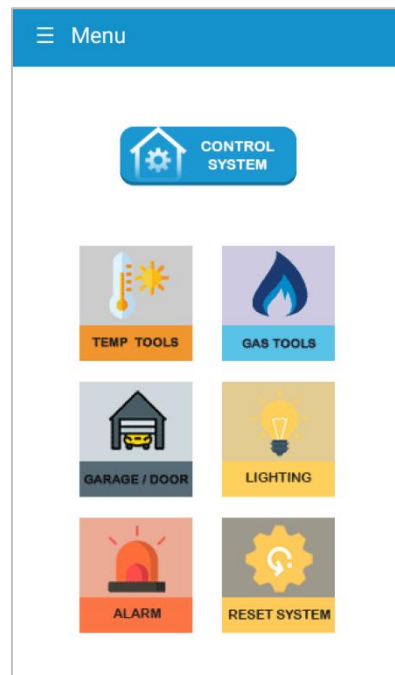 Menu
CONTROL
SYSTEM
TEMP TOOLS
GAS TOOLS
GARAGE / DOOR
LIGHTING
ALARM
RESET SYSTEM